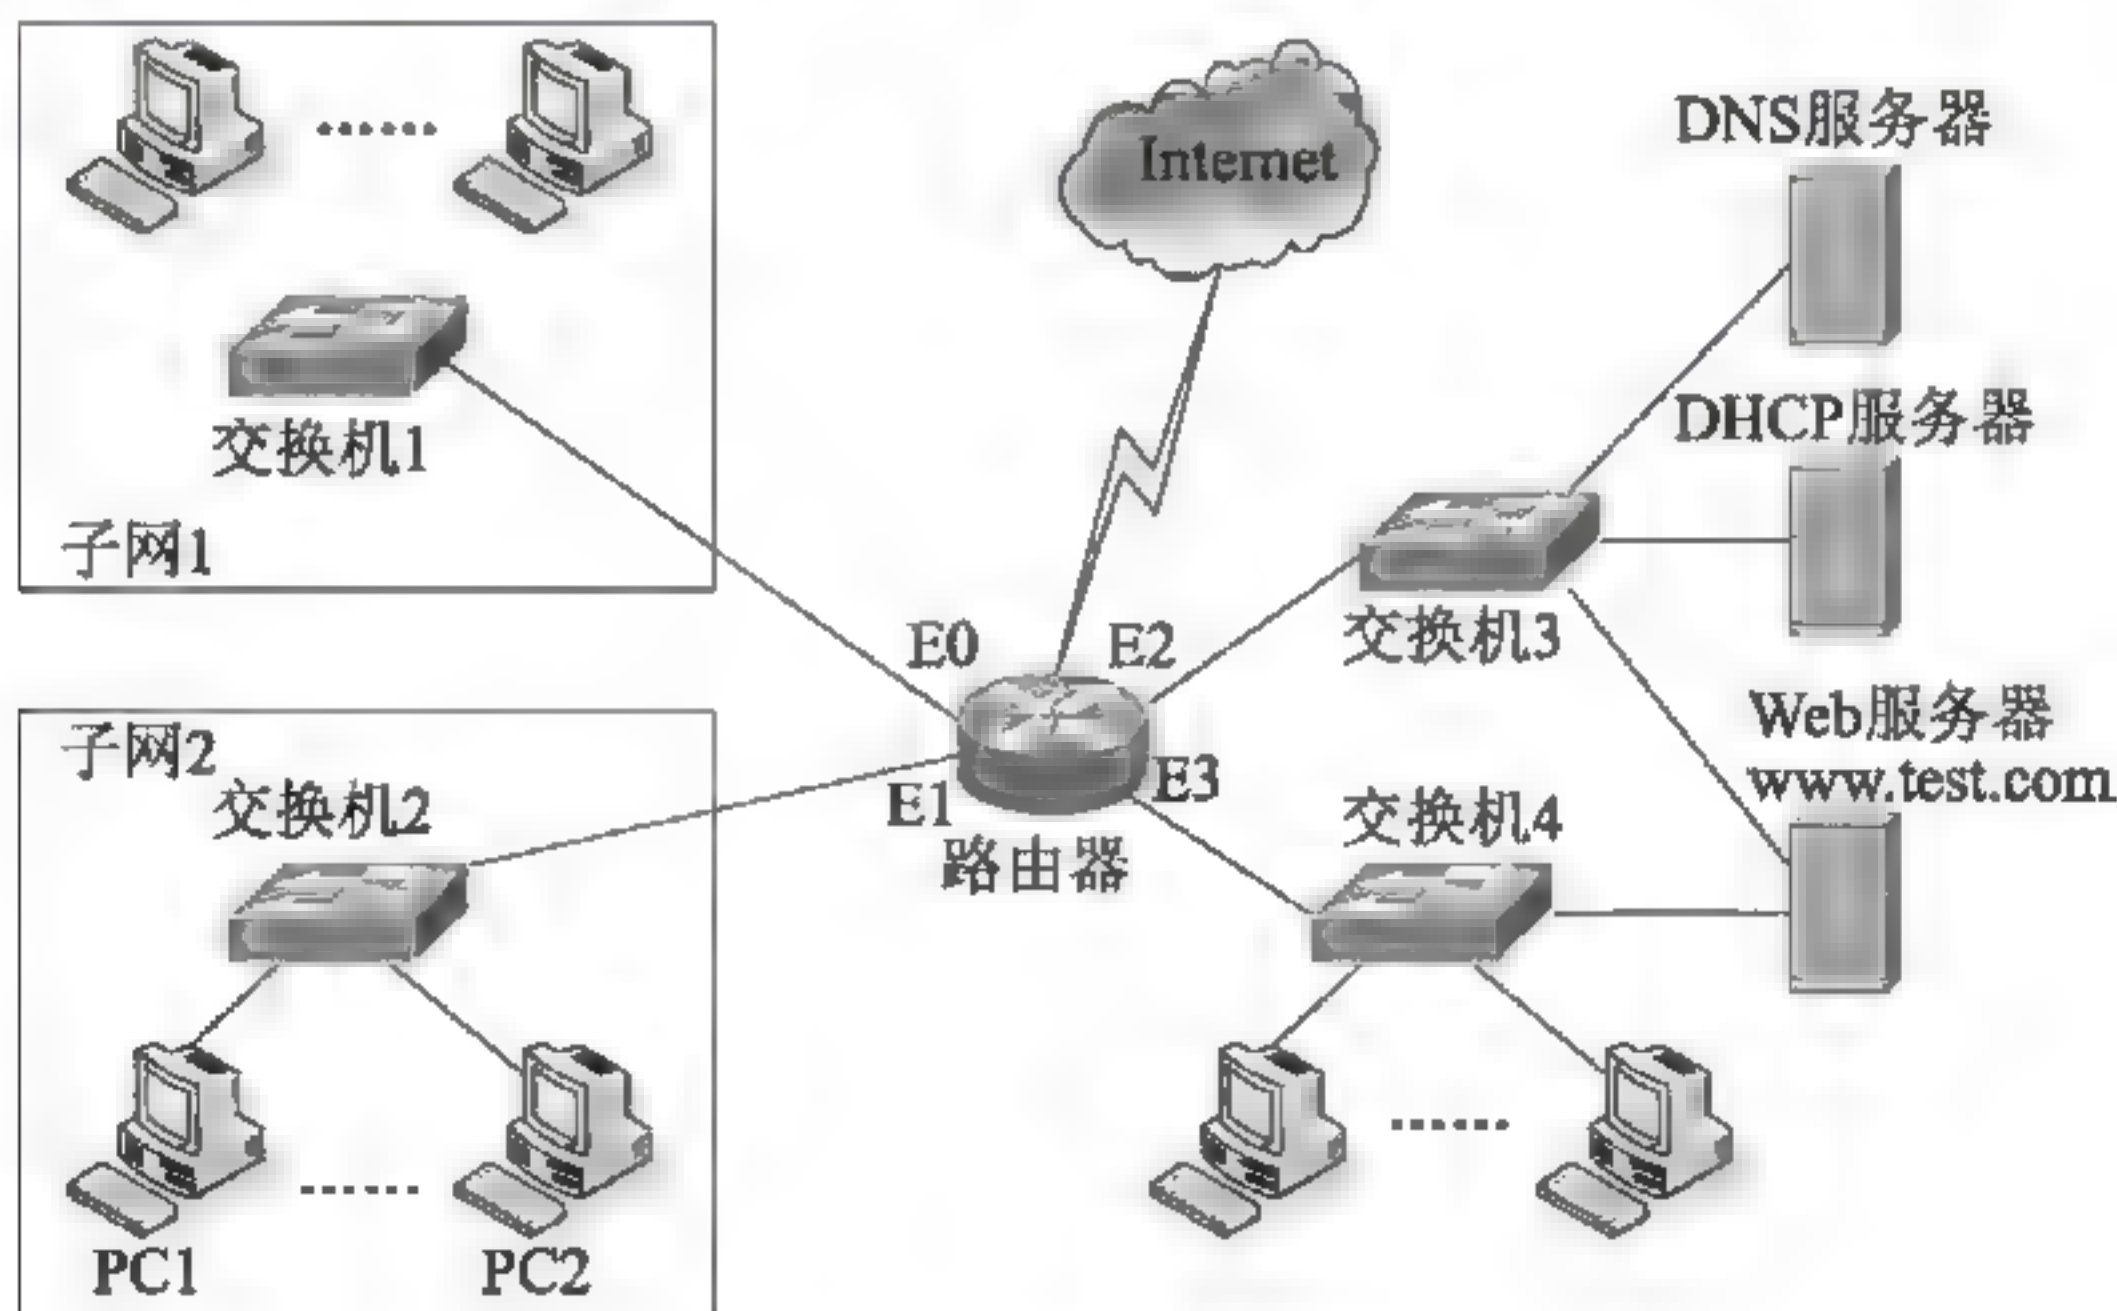 Internet
DNS服务器
DHCP服务器
交换机1
子网1
E0
E2
交换机3
Web服务器
www.test.com
子网2
交换机2
E1
E3
路由器
交换机4
PC1
PC2